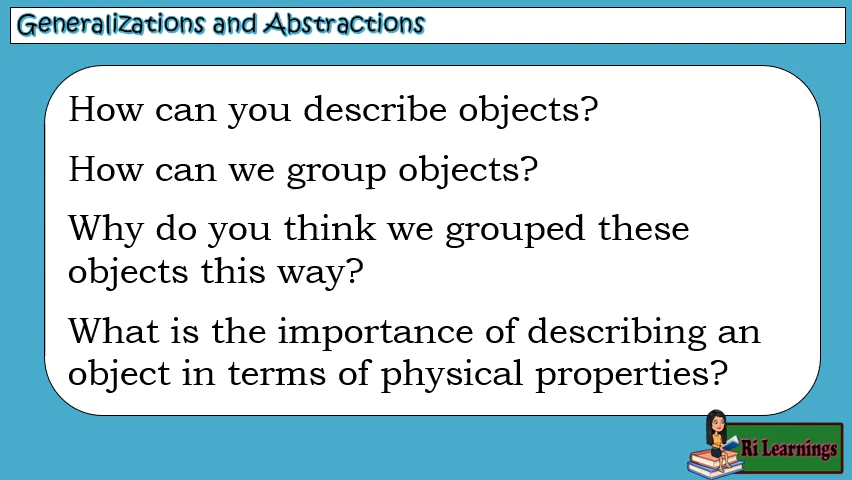 Generalizations and Abstractions
How can you describe objects?
How can we group objects?
Why do you think we grouped these
objects this way?
What is the importance of describing an
object in terms of physical properties?
Ri Learnings